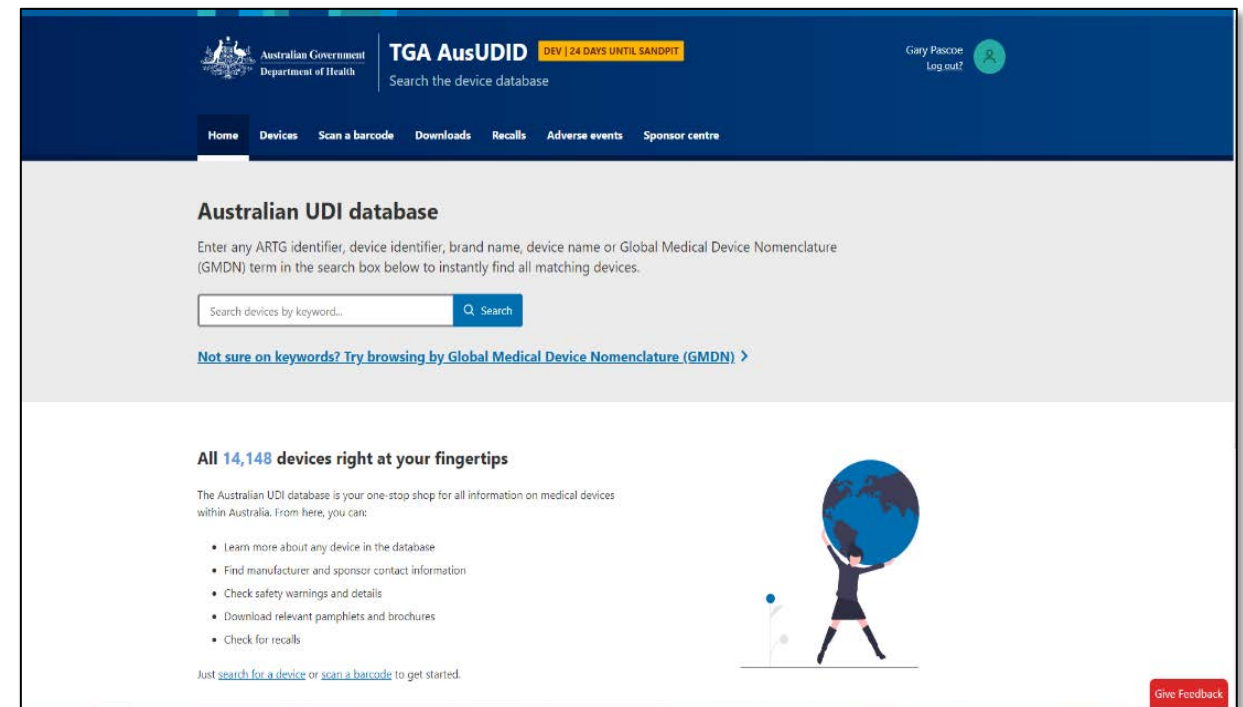 Australian Government
Department of Health
TGA AusUDID DEV | 24 DAYS UNTIL SANDPIT
Search the device database
Gary Pascoe
Log out?
Home Devices Scan a barcode Downloads Recalls Adverse events Sponsor centre
Australian UDI database
Enter any ARTG identifier, device identifier, brand name, device name or Global Medical Device Nomenclature
(GMDN) term in the search box below to instantly find all matching devices.
Search devices by keyword... Search
Not sure on keywords? Try browsing by Global Medical Device Nomenclature (GMDN) >
All 14,148 devices right at your fingertips
The Australian UDI database is your one-stop shop for all information on medical devices
within Australia. From here, you can:
• Learn more about any device in the database
• Find manufacturer and sponsor contact information
• Check safety warnings and details
• Download relevant pamphlets and brochures
• Check for recalls
Just search for a device or scan a barcode to get started.
Give Feedback